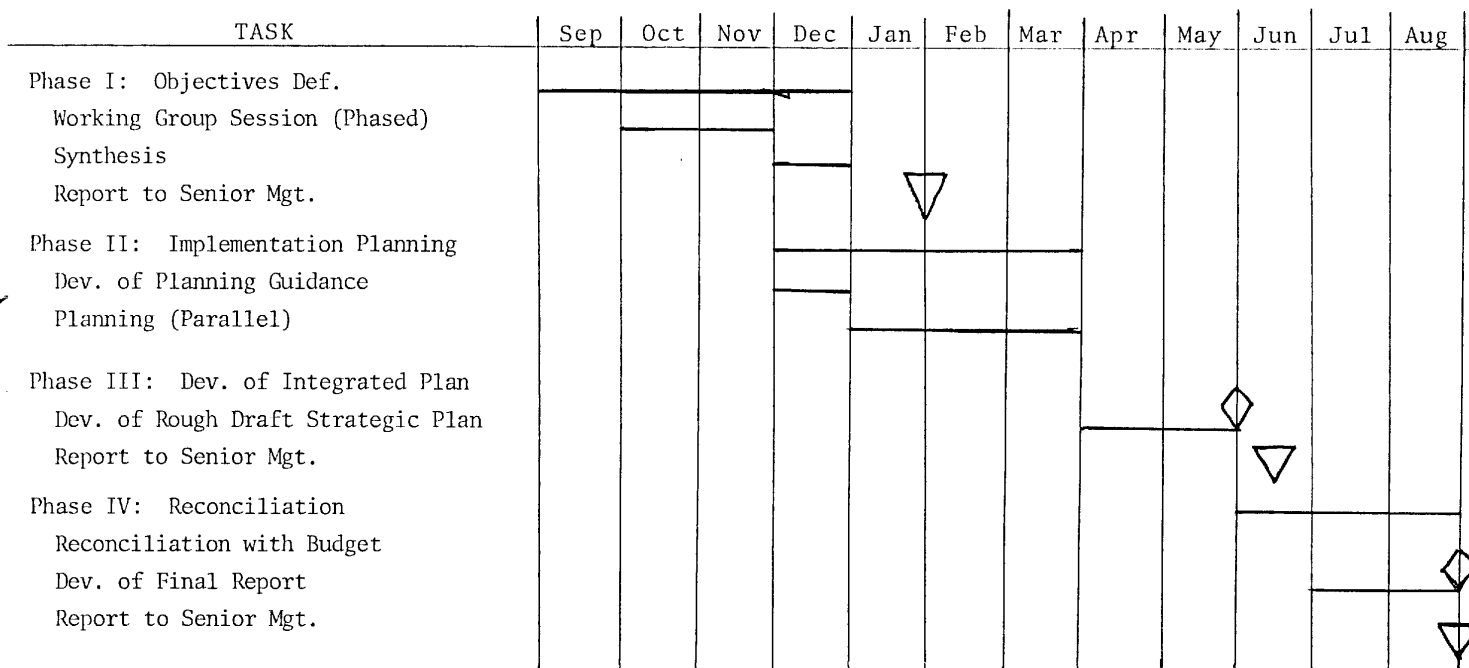 TASK Sep Oct Nov Dec Jan Feb Mar Apr May Jun Jul Aug
Phase I: Objectives Def.
Working Group Session (Phased)
Synthesis
Report to Senior Mgt.
Phase II: Implementation Planning
Dev. of Planning Guidance
Planning (Parallel)
Phase III: Dev. of Integrated Plan
Dev. of Rough Draft Strategic Plan
Report to Senior Mgt.
Phase IV: Reconciliation
Reconciliation with Budget
Dev. of Final Report
Report to Senior Mgt.